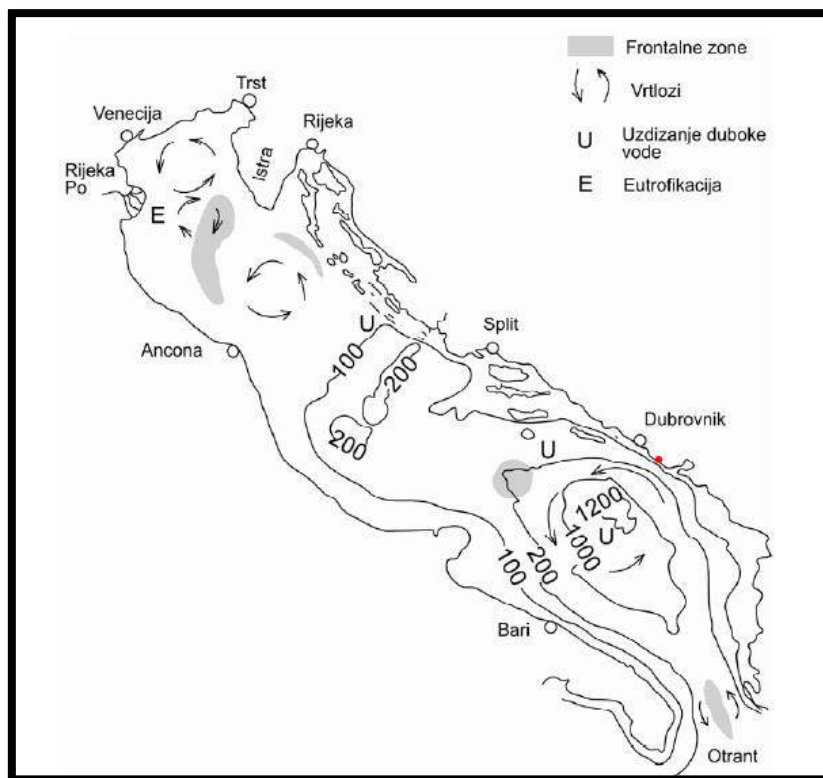 Frontalne zone
Vrtlozi
U Uzdizanje duboke
vode
E Eutrofikacija
Trst
Venecija
Rijeka
Rijeka
Po
Istra
E
Ancona
U
100
200
200
Split
Dubrovnik
U
1200
1000
U
200
100
Bari
Otrant